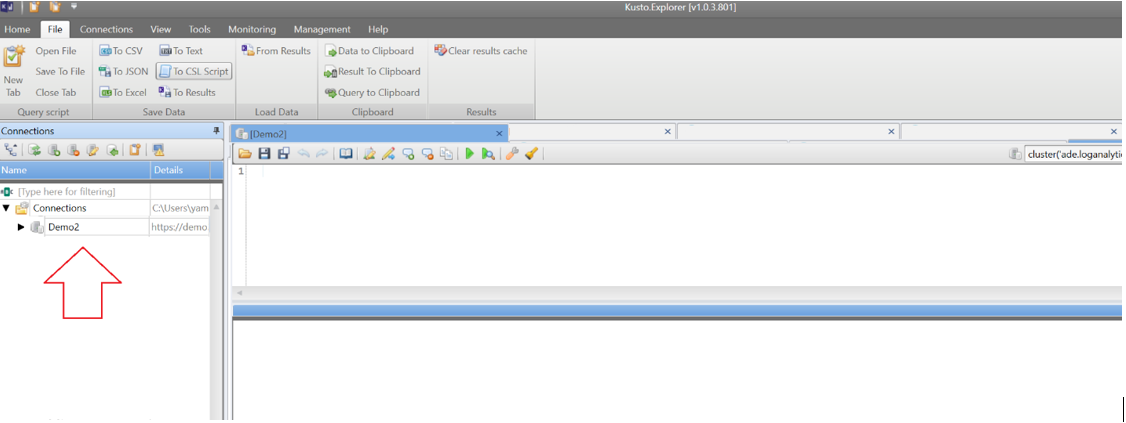 Kusto.Explorer [v1.0.3.801]
Home File Connections View Tools Monitoring Management Help
Open File To CSV To Text From Results Data to Clipboard Clear results cache
New Tab Save To File To JSON To CSL Script Result To Clipboard
Close Tab To Excel To Results Query to Clipboard
Query script Save Data Load Data Clipboard Results
Connections [Demo2]
cluster('ade.loganalytic
Name Details
1
[Type here for filtering]
Connections C:\Users\yam
Demo2 https://demo